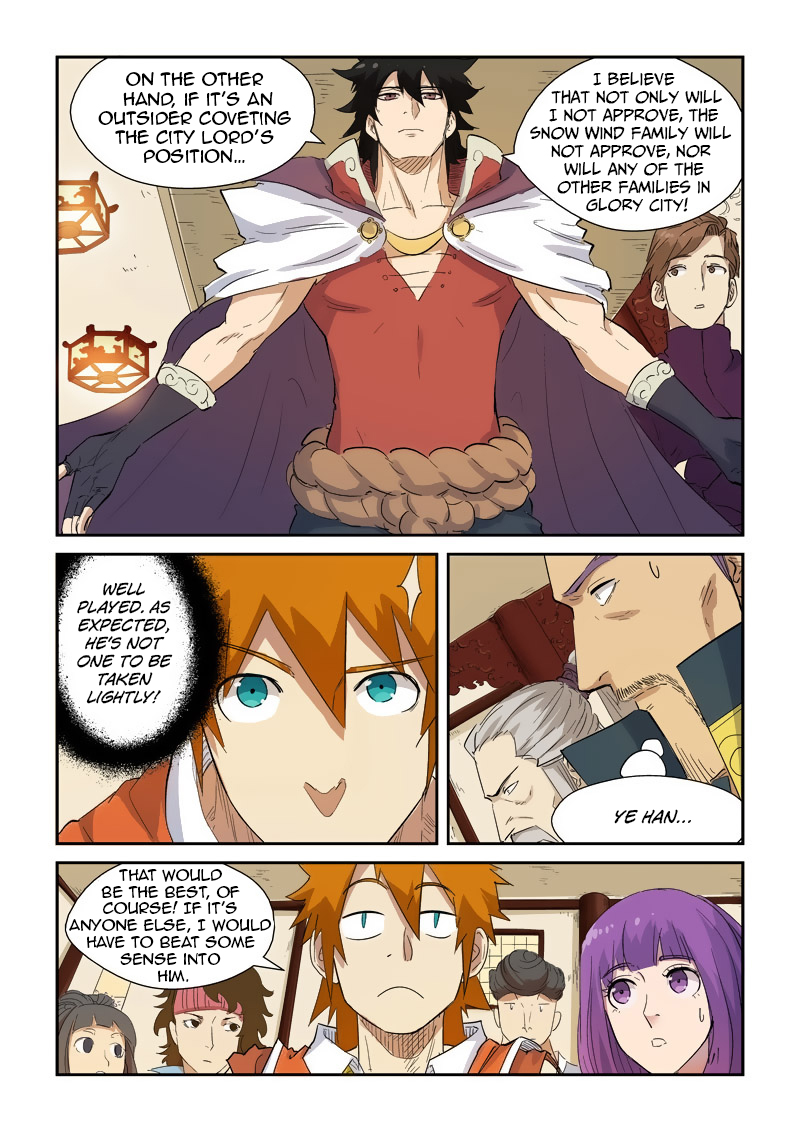 ON THE OTHER
HAND, IF IT'S AN
OUTSIDER COVETING
THE CITY LORD'S
POSITION...
I BELIEVE
THAT NOT ONLY WILL
I NOT APPROVE, THE
SNOW WIND FAMILY WILL
NOT APPROVE, NOR
WILL ANY OF THE
OTHER FAMILIES IN
GLORY CITY!
WELL
PLAYED. AS
EXPECTED,
HE'S NOT
ONE TO BE
TAKEN
LIGHTLY!
YE HAN...
THAT WOULD
BE THE BEST, OF
COURSE! IF IT'S
ANYONE ELSE, I WOULD
HAVE TO BEAT SOME
SENSE INTO
HIM.